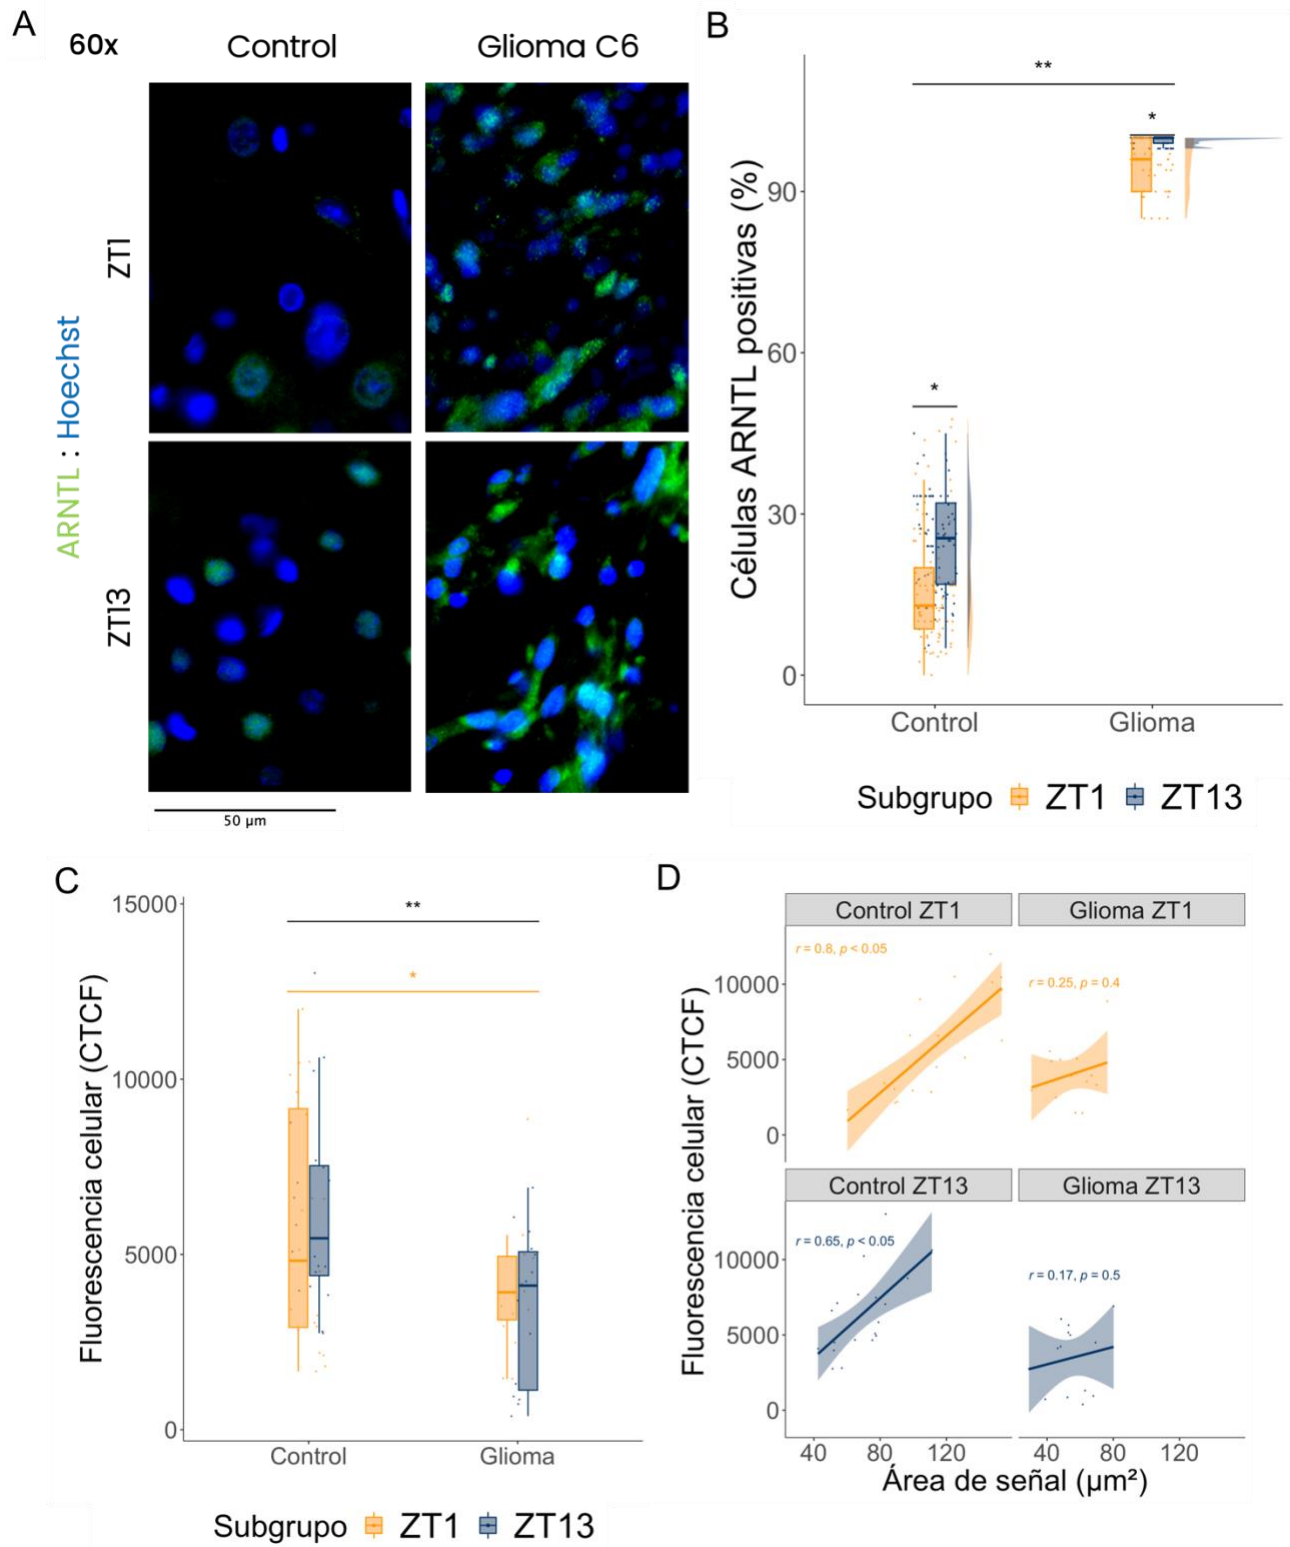 A
60x
Control
Glioma C6
ZT1
ZT13
ARNTL : Hoechst
50 µm
B
Células ARNTL positivas (%)
**
*
*
90
60
30
0
Control
Glioma
Subgrupo ZT1 ZT13
C
Fluorescencia celular (CTCF)
**
*
15000
10000
5000
0
Control
Glioma
Subgrupo ZT1 ZT13
D
Fluorescencia celular (CTCF)
Control ZT1
Glioma ZT1
r = 0.8, p < 0.05
r = 0.25, p = 0.4
10000
5000
0
Control ZT13
Glioma ZT13
r = 0.65, p < 0.05
r = 0.17, p = 0.5
10000
5000
0
40 80 120
40 80 120
Área de señal (µm²)